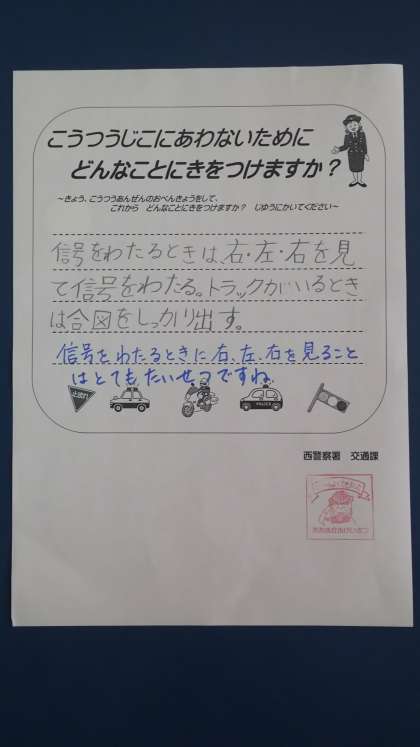 こうつうじこにあわないために
どんなことにきをつけますか？
～きょう、こうつうあんぜんのおべんきょうをして、
これから どんなことにきをつけますか？ じゆうにかいてください～
信号をわたるときは、右・左・右を見
て信号をわたる。トラックがいるとき
は合図をしっかり出す。
信号をわたるときに右、左、右を見ること
はとてもたいせつですね。
止まれ
POLICE
西警察署 交通課